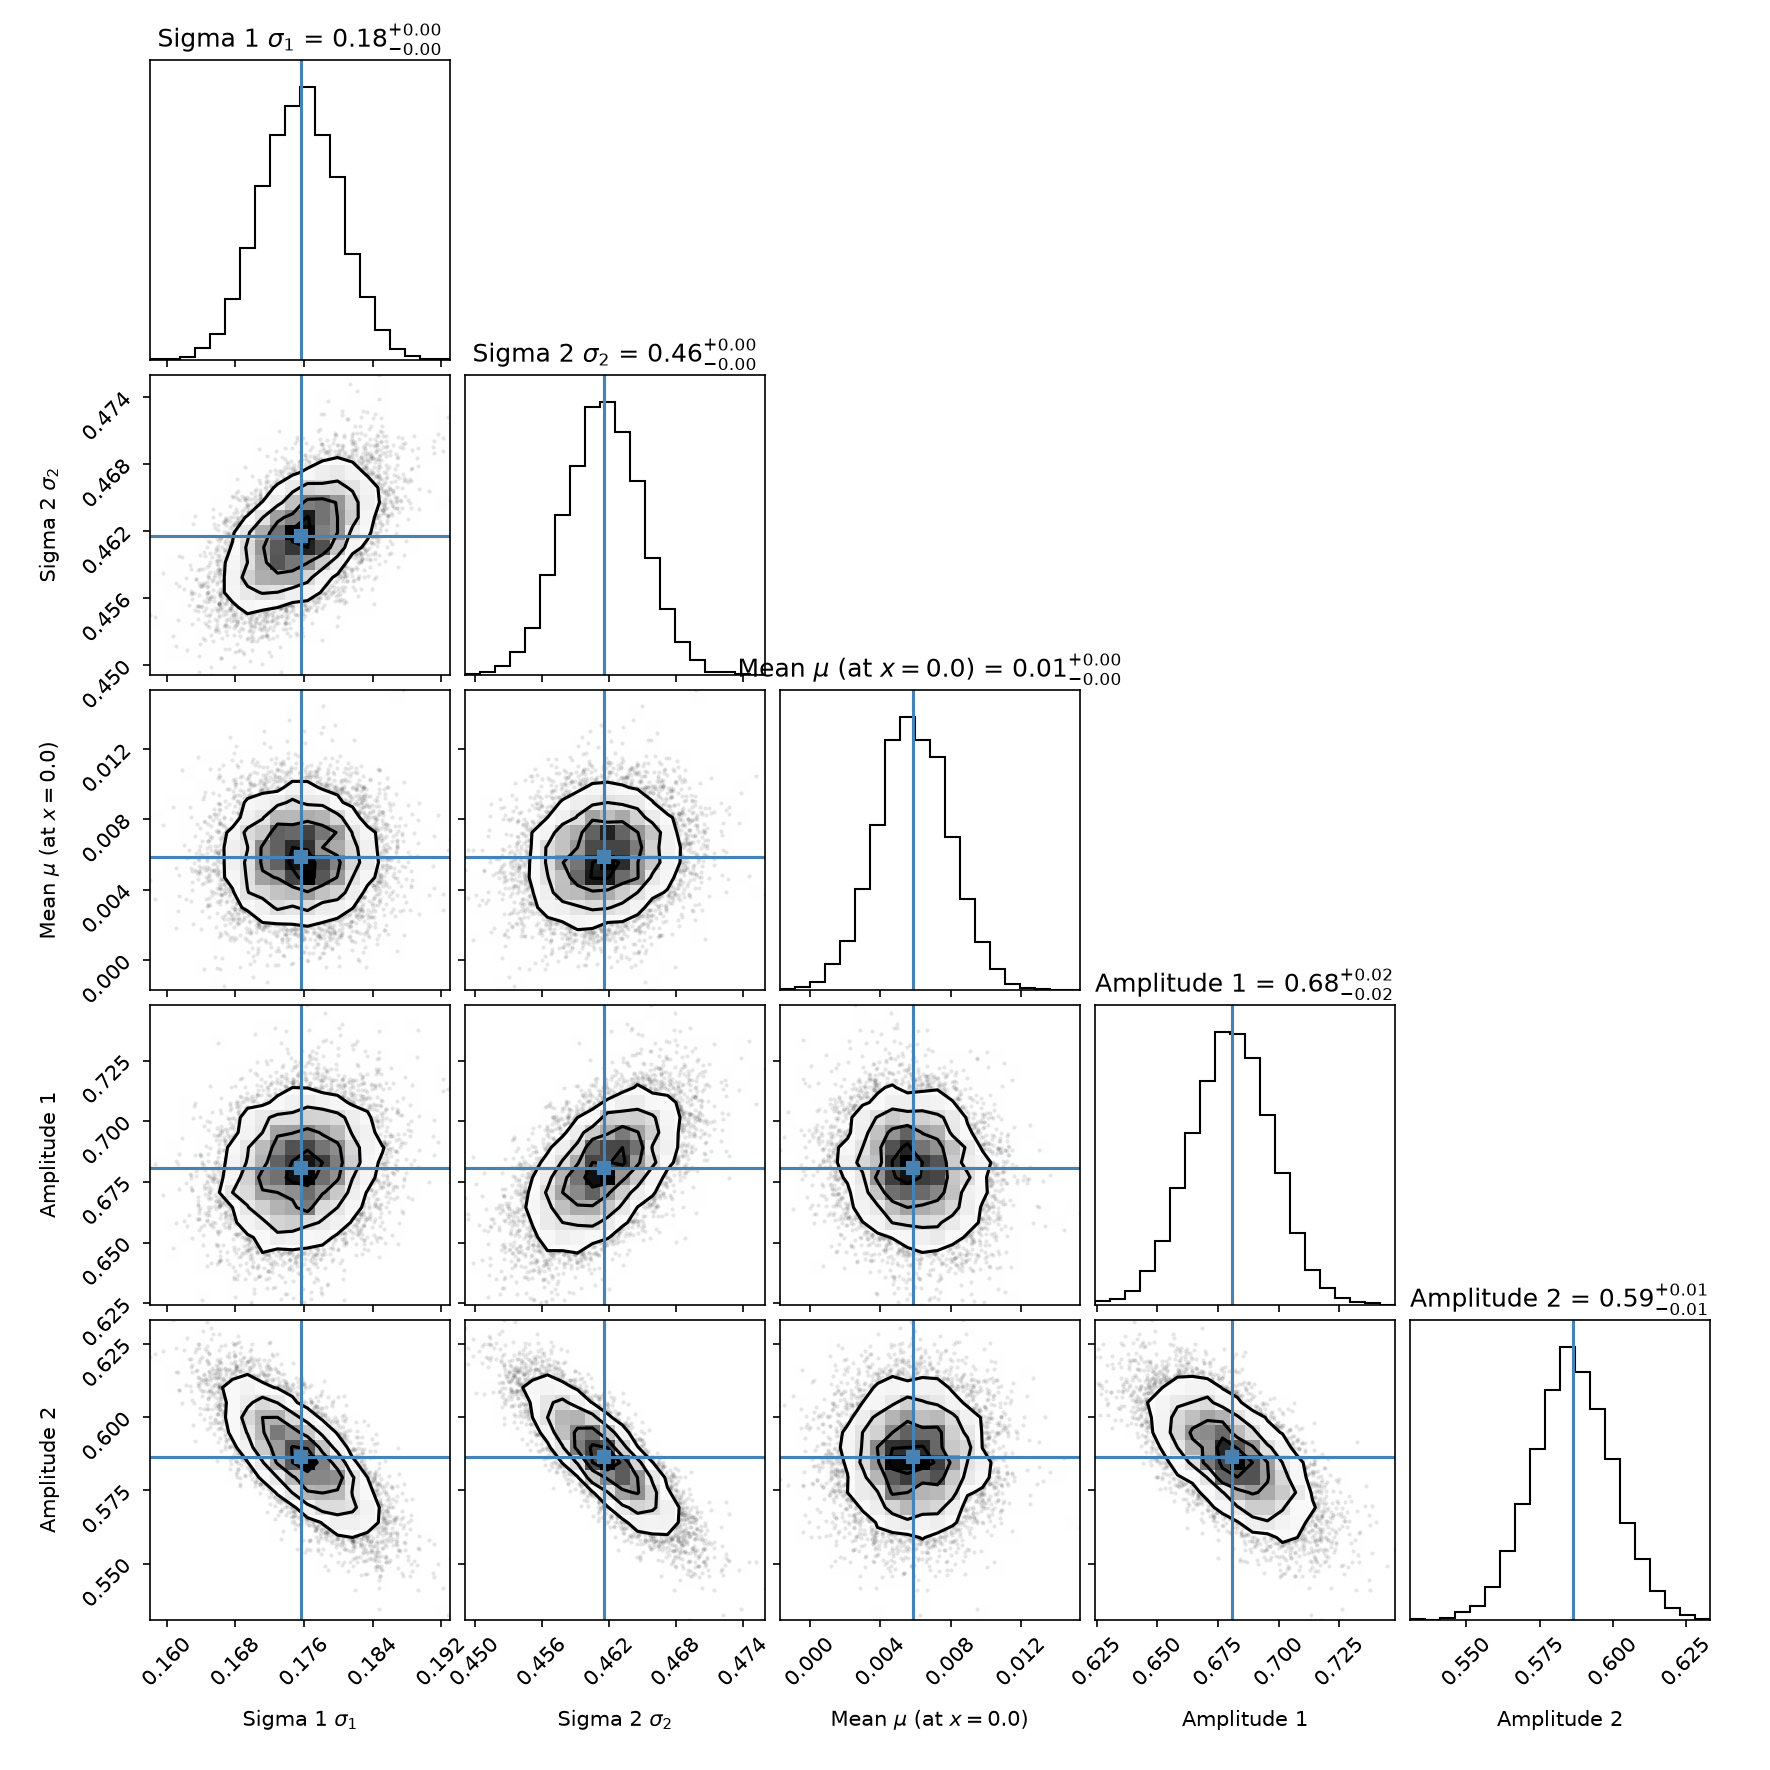 Sigma 1 σ₁ = 0.18 +0.00 −0.00
Sigma 2 σ₂ = 0.46 +0.00 −0.00
Sigma 2 σ₂
0.474
0.468
0.462
0.456
0.450
Mean μ (at x = 0.0) = 0.01 +0.00 −0.00
Mean μ (at x = 0.0)
0.012
0.008
0.004
0.000
Amplitude 1 = 0.68 +0.02 −0.02
Amplitude 1
0.725
0.700
0.675
0.650
0.625
Amplitude 2 = 0.59 +0.01 −0.01
Amplitude 2
0.625
0.600
0.575
0.550
0.160 0.168 0.176 0.184 0.192
0.450 0.456 0.462 0.468 0.474
0.000 0.004 0.008 0.012
0.625 0.650 0.675 0.700 0.725
0.550 0.575 0.600 0.625
Sigma 1 σ₁
Sigma 2 σ₂
Mean μ (at x = 0.0)
Amplitude 1
Amplitude 2